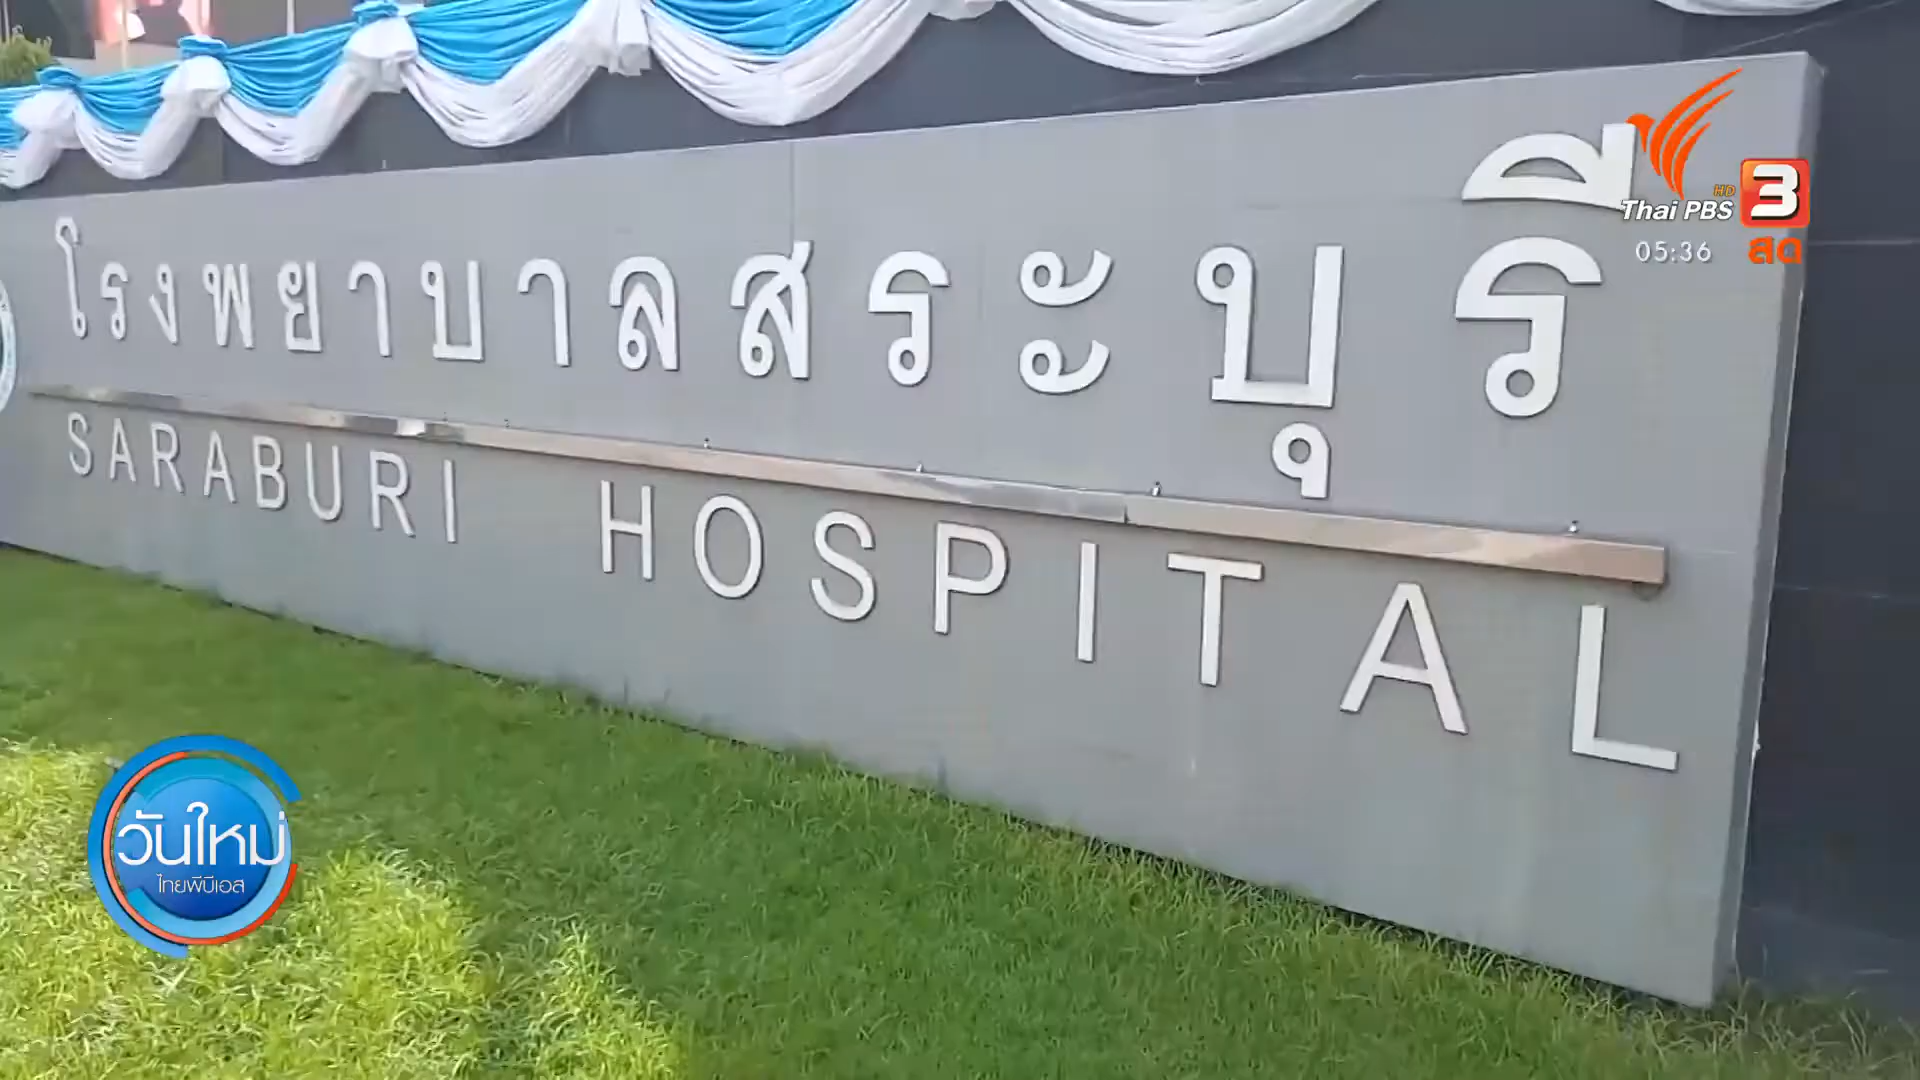 โรงพยาบาลสระบุรี
SARABURI HOSPITAL
HD
Thai PBS 3
05:36 สด
วันใหม่
ไทยพีบีเอส